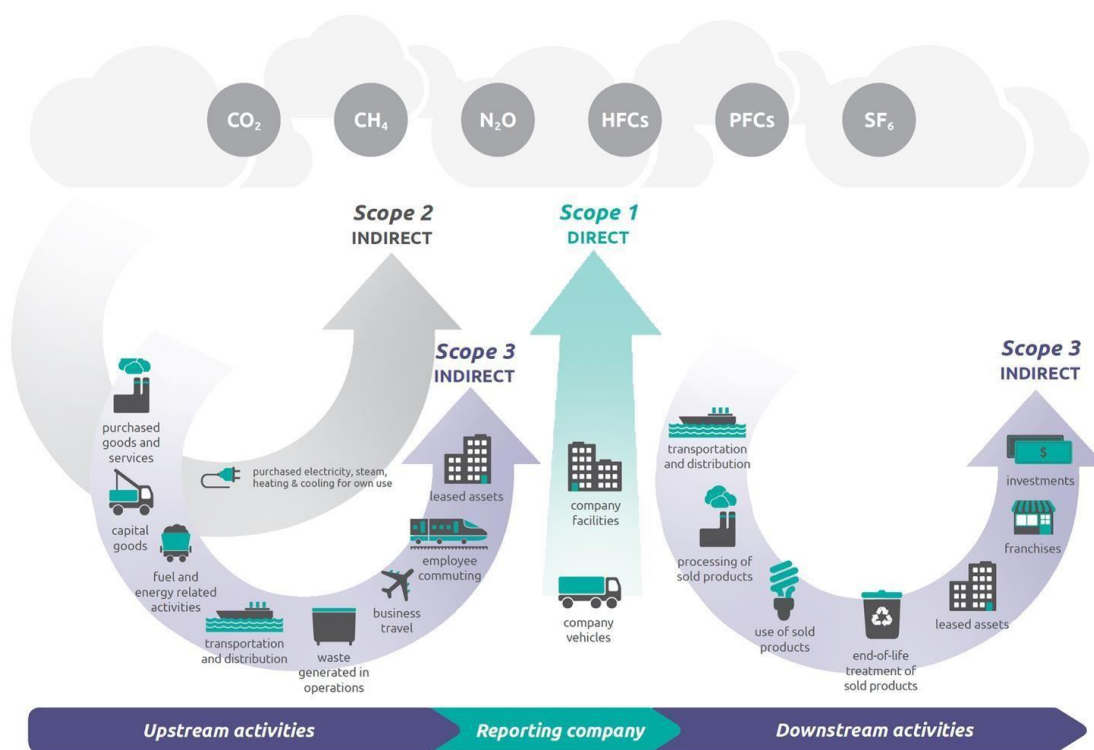 CO₂
CH₄
N₂O
HFCs
PFCs
SF₆
Scope 2
INDIRECT
Scope 1
DIRECT
Scope 3
INDIRECT
Scope 3
INDIRECT
purchased
goods and
services
capital
goods
fuel and
energy related
activities
transportation
and distribution
waste
generated in
operations
business
travel
employee
commuting
leased assets
purchased electricity, steam,
heating & cooling for own use
company
facilities
company
vehicles
transportation
and distribution
processing of
sold products
use of sold
products
end-of-life
treatment of
sold products
leased assets
franchises
$
investments
Upstream activities
Reporting company
Downstream activities